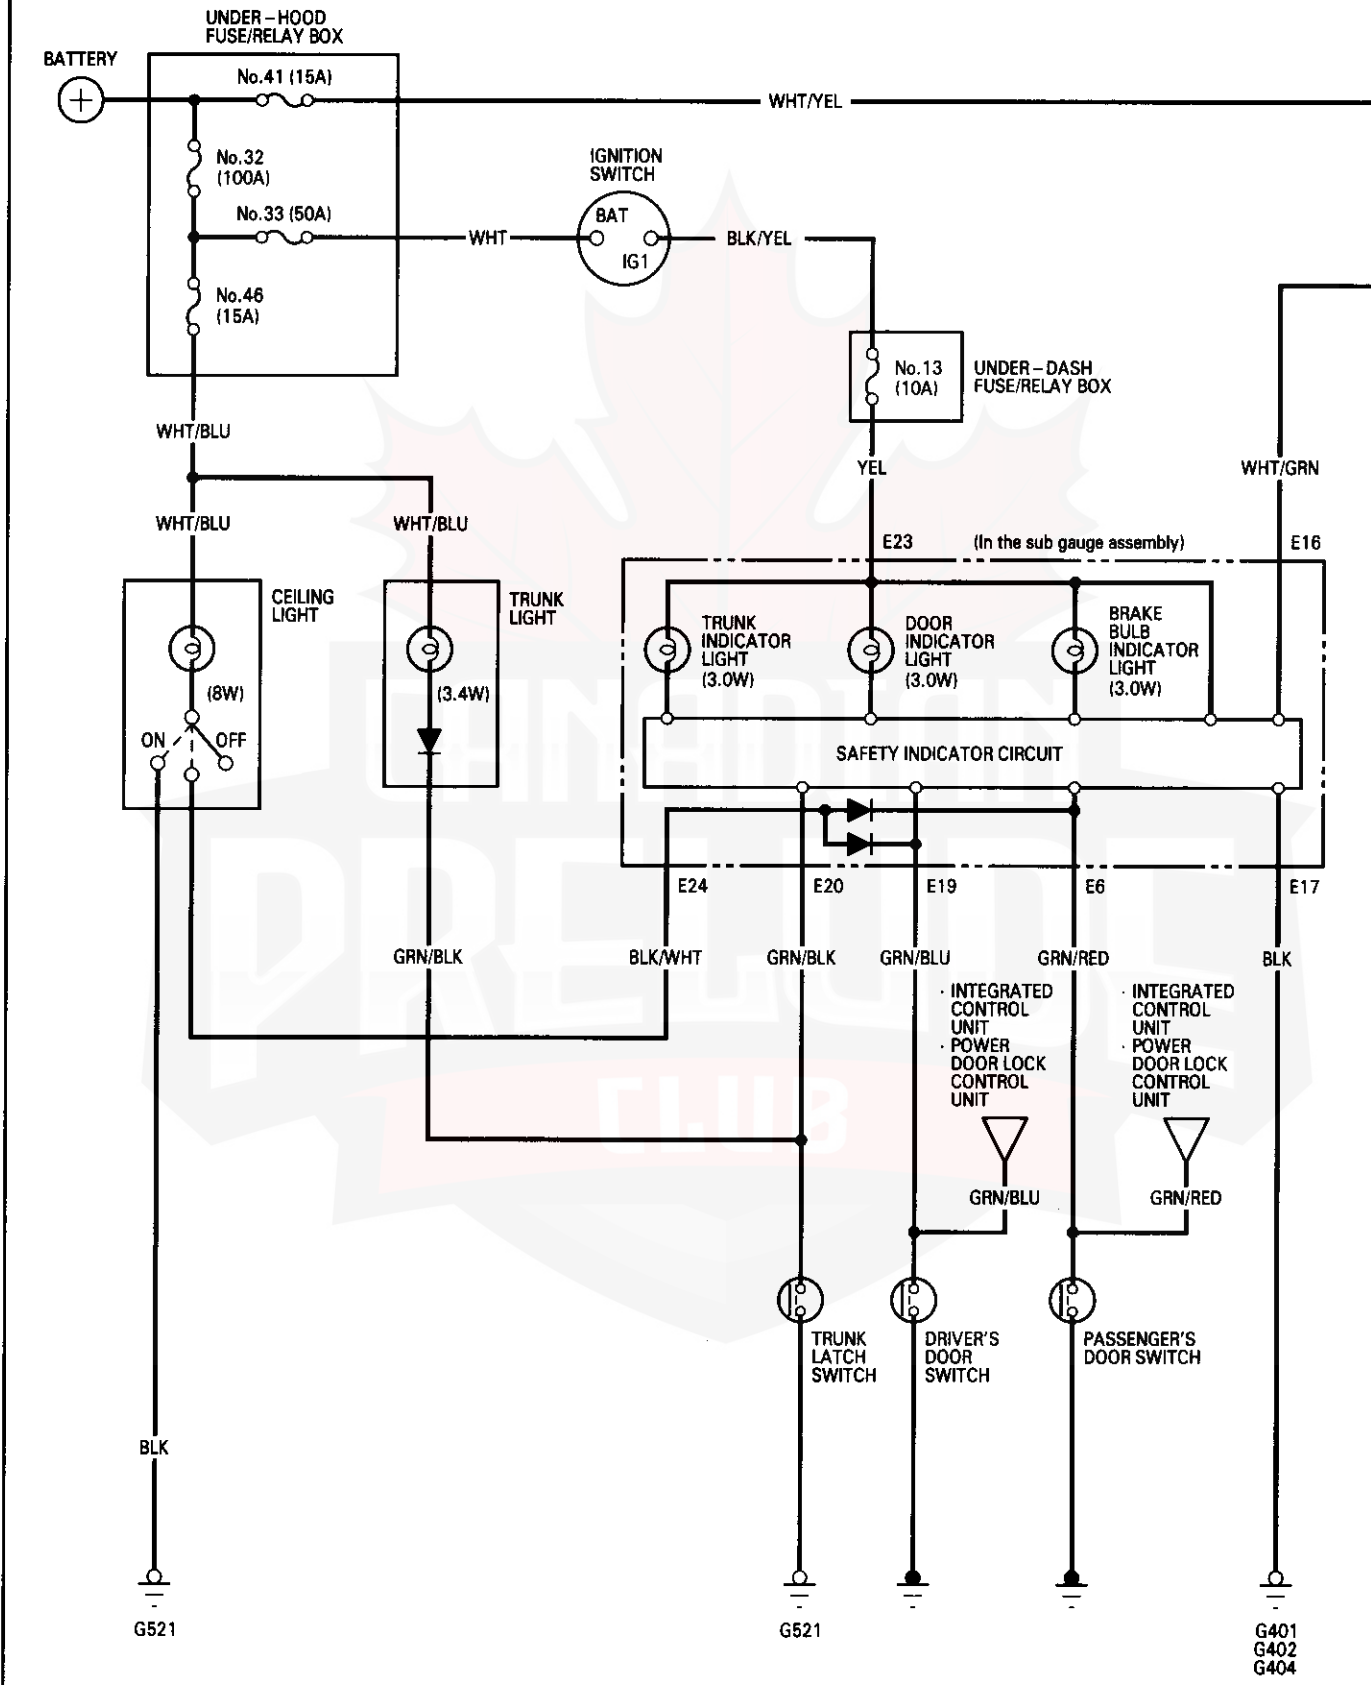 UNDER-HOOD
FUSE/RELAY BOX
BATTERY
No.41 (15A)
WHT/YEL
No.32
(100A)
IGNITION
SWITCH
No.33 (50A)
BAT
WHT
BLK/YEL
IG1
No.46
(15A)
No.13
(10A)
UNDER-DASH
FUSE/RELAY BOX
WHT/BLU
YEL
WHT/GRN
WHT/BLU
WHT/BLU
E23
(In the sub gauge assembly)
E16
CEILING
LIGHT
TRUNK
LIGHT
TRUNK
INDICATOR
LIGHT
(3.0W)
DOOR
INDICATOR
LIGHT
(3.0W)
BRAKE
BULB
INDICATOR
LIGHT
(3.0W)
(8W)
(3.4W)
ON
OFF
SAFETY INDICATOR CIRCUIT
CANADIAN
PRELUDE
CLUB
E24
E20
E19
E6
E17
GRN/BLK
BLK/WHT
GRN/BLK
GRN/BLU
GRN/RED
BLK
· INTEGRATED
CONTROL
UNIT
· POWER
DOOR LOCK
CONTROL
UNIT
· INTEGRATED
CONTROL
UNIT
· POWER
DOOR LOCK
CONTROL
UNIT
GRN/BLU
GRN/RED
TRUNK
LATCH
SWITCH
DRIVER'S
DOOR
SWITCH
PASSENGER'S
DOOR SWITCH
BLK
G521
G521
G401
G402
G404